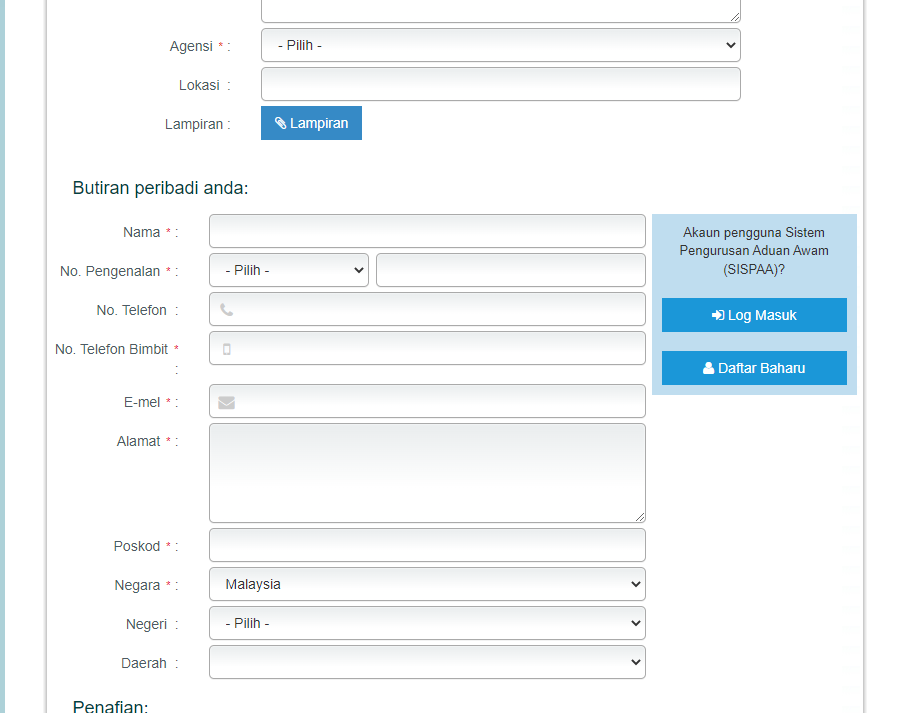 Agensi * : - Pilih -
Lokasi :
Lampiran : Lampiran
Butiran peribadi anda:
Nama * :
No. Pengenalan * : - Pilih -
No. Telefon :
No. Telefon Bimbit *
:
E-mel * :
Alamat * :
Poskod * :
Negara * : Malaysia
Negeri : - Pilih -
Daerah :
Akaun pengguna Sistem
Pengurusan Aduan Awam
(SISPAA)?
Log Masuk
Daftar Baharu
Penafian: